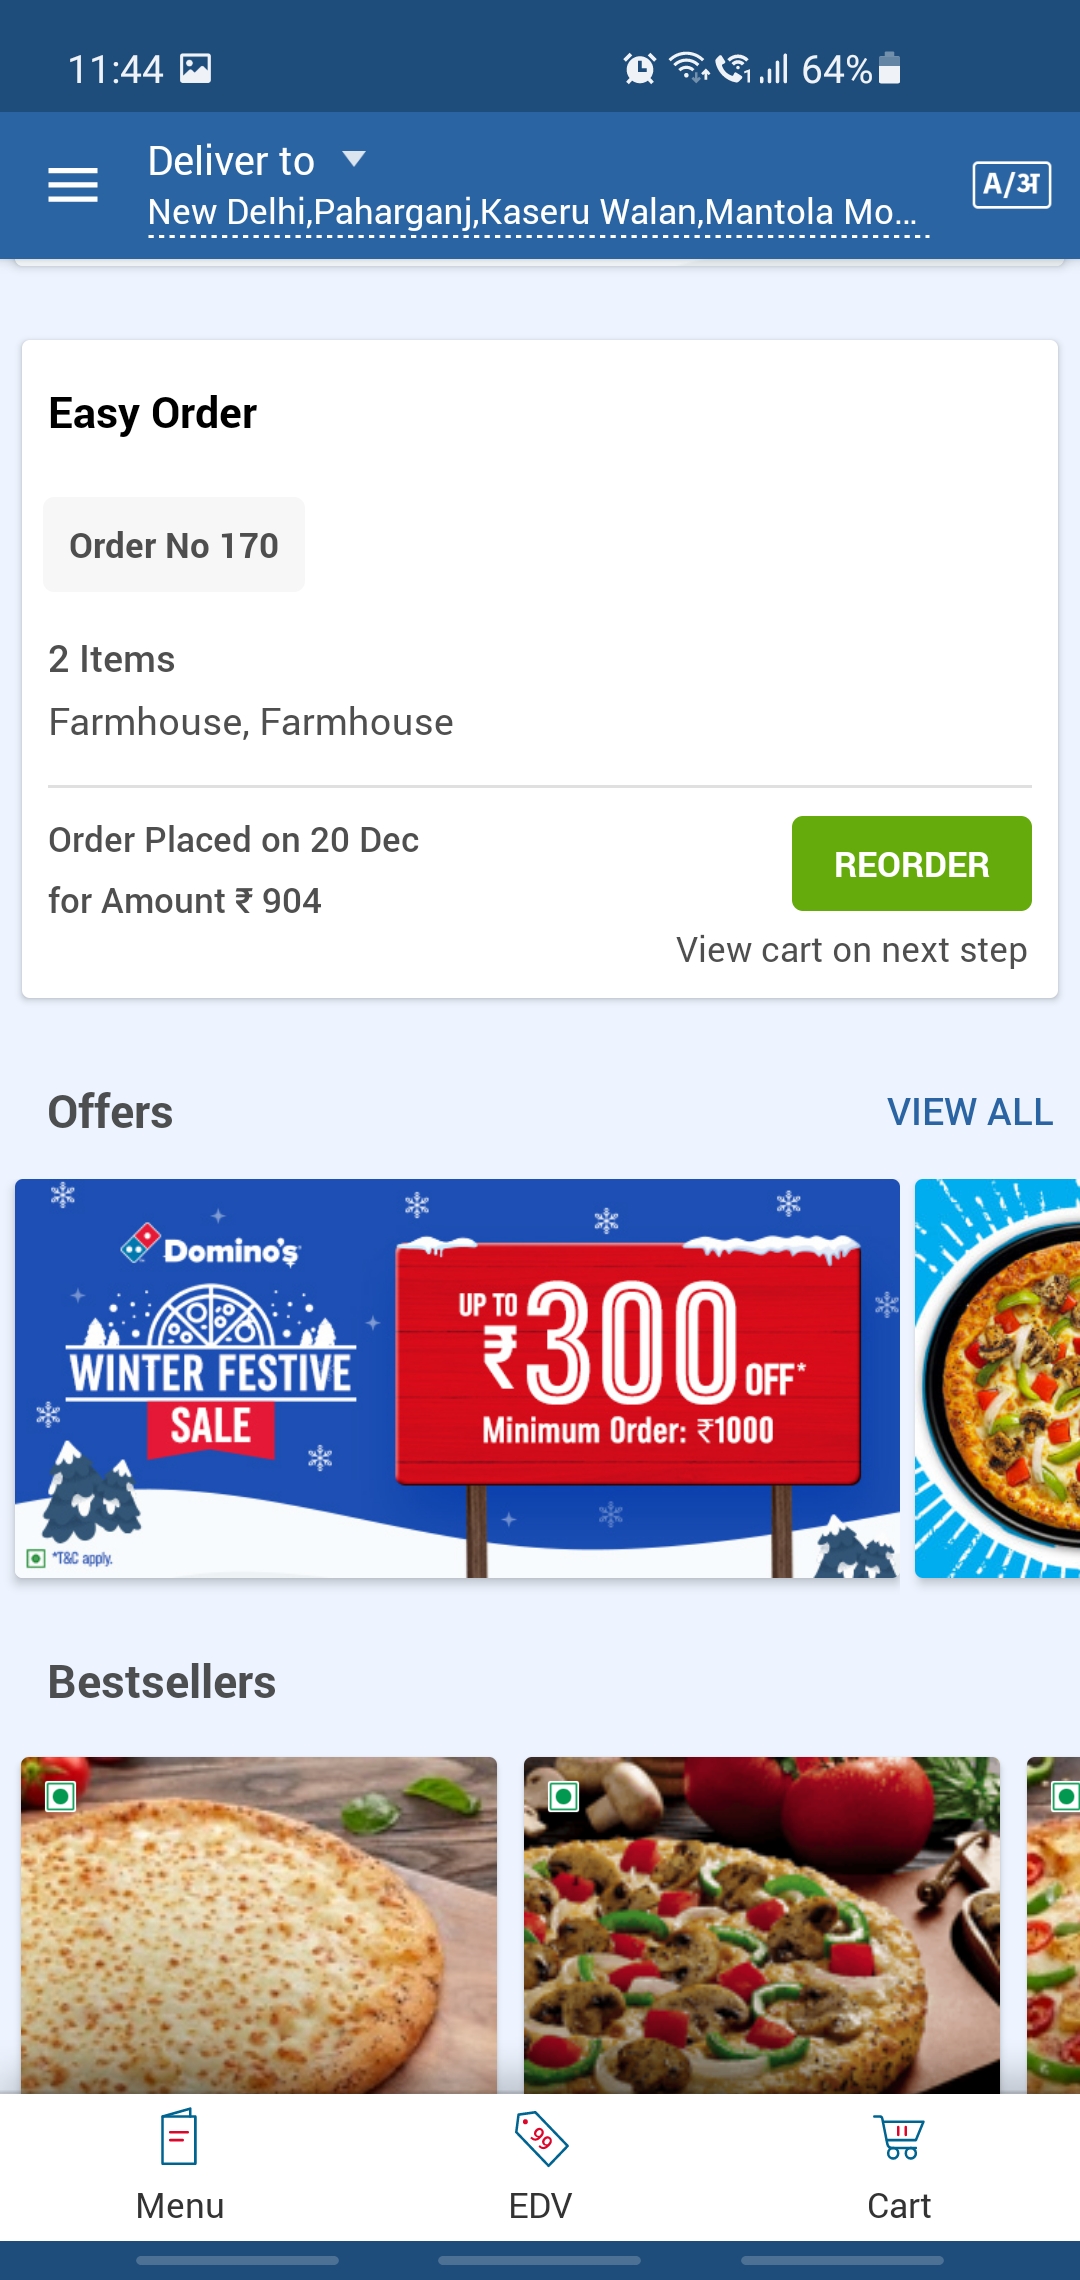 11:44
64%
Deliver to
New Delhi,Paharganj,Kaseru Walan,Mantola Mo...
A/अ
Easy Order
Order No 170
2 Items
Farmhouse, Farmhouse
Order Placed on 20 Dec
for Amount ₹ 904
REORDER
View cart on next step
Offers
VIEW ALL
Domino's
WINTER FESTIVE
SALE
UP TO
₹300 OFF*
Minimum Order: ₹1000
*T&C apply.
Bestsellers
99
Menu
EDV
Cart